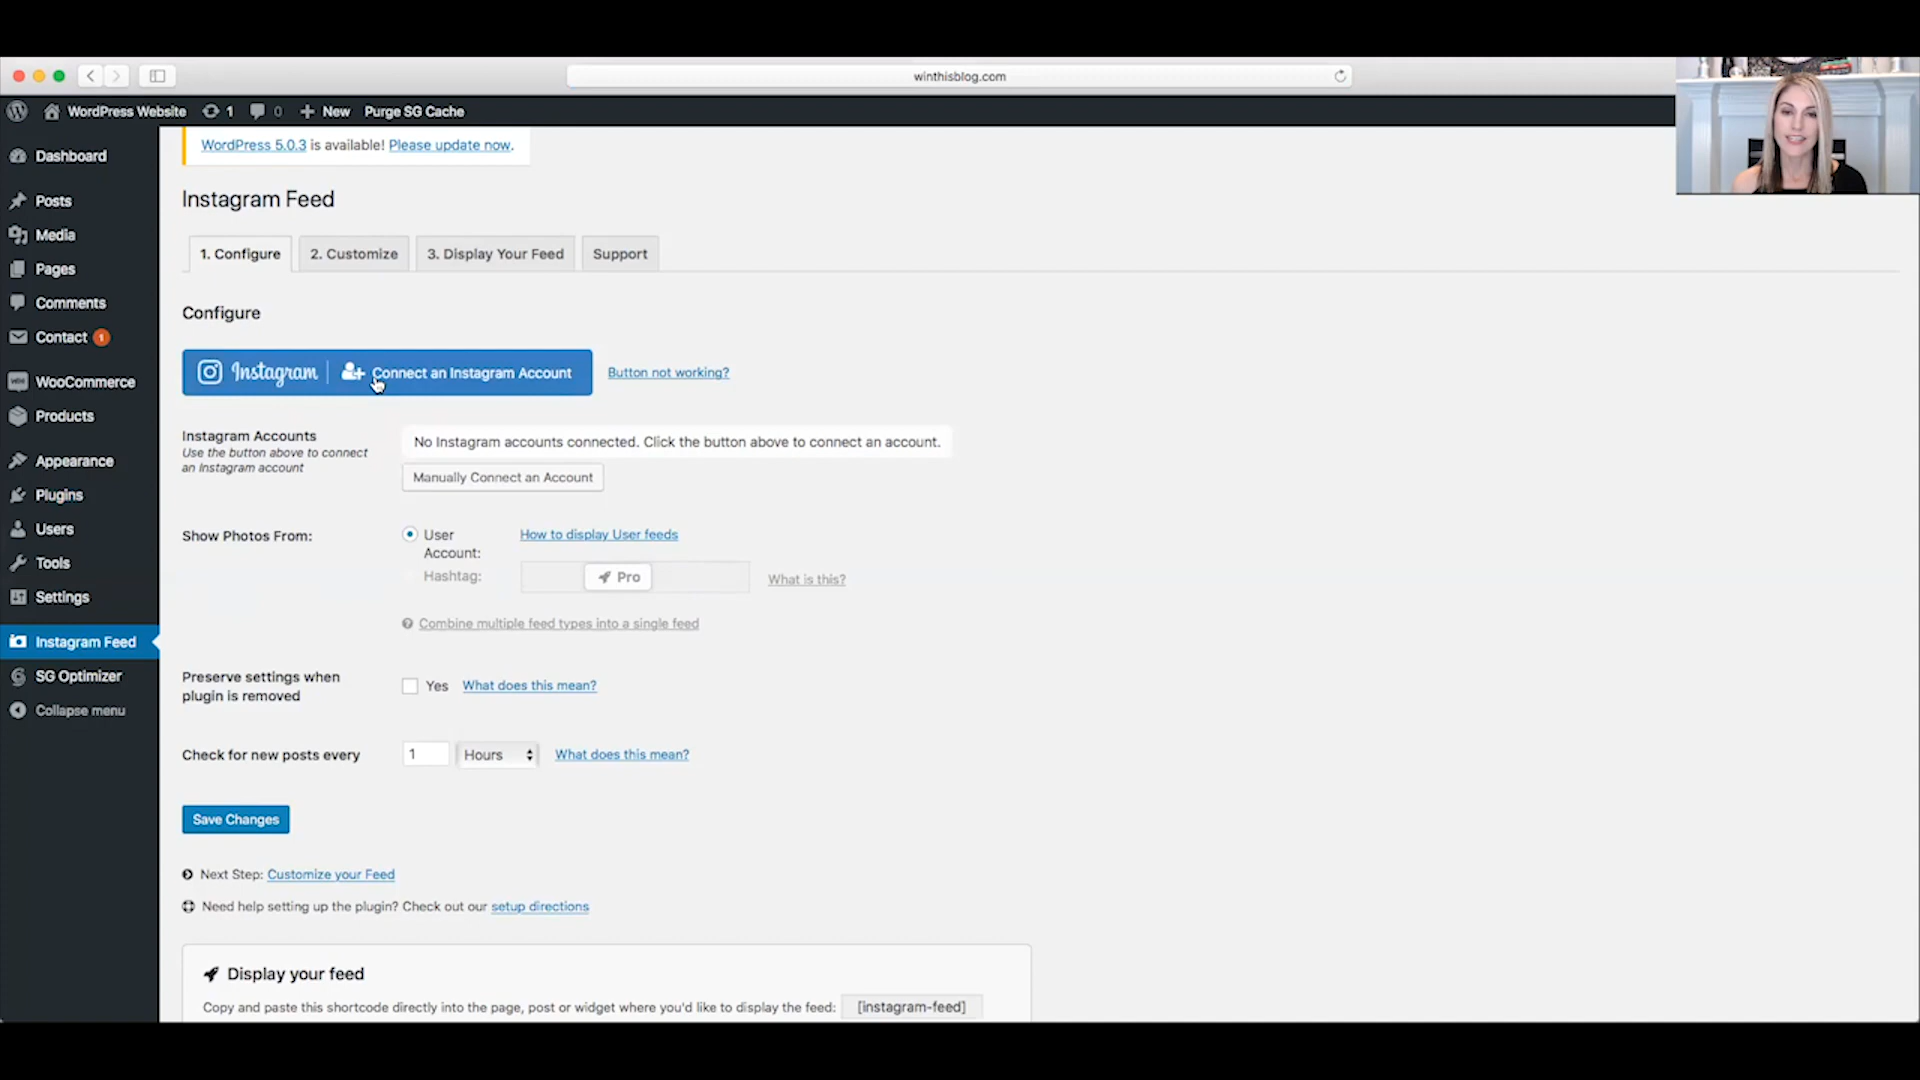 winthisblog.com
WordPress Website 1 0 New Purge SG Cache
Dashboard
Posts
Media
Pages
Comments
Contact 1
WooCommerce
Products
Appearance
Plugins
Users
Tools
Settings
Instagram Feed
SG Optimizer
Collapse menu
WordPress 5.0.3 is available! Please update now.
Instagram Feed
1. Configure 2. Customize 3. Display Your Feed Support
Configure
Instagram Connect an Instagram Account Button not working?
Instagram Accounts
Use the button above to connect
an Instagram account
No Instagram accounts connected. Click the button above to connect an account.
Manually Connect an Account
Show Photos From:
User
Account:
How to display User feeds
Hashtag: Pro What is this?
Combine multiple feed types into a single feed
Preserve settings when
plugin is removed
Yes What does this mean?
Check for new posts every 1 Hours What does this mean?
Save Changes
Next Step: Customize your Feed
Need help setting up the plugin? Check out our setup directions
Display your feed
Copy and paste this shortcode directly into the page, post or widget where you'd like to display the feed: [instagram-feed]